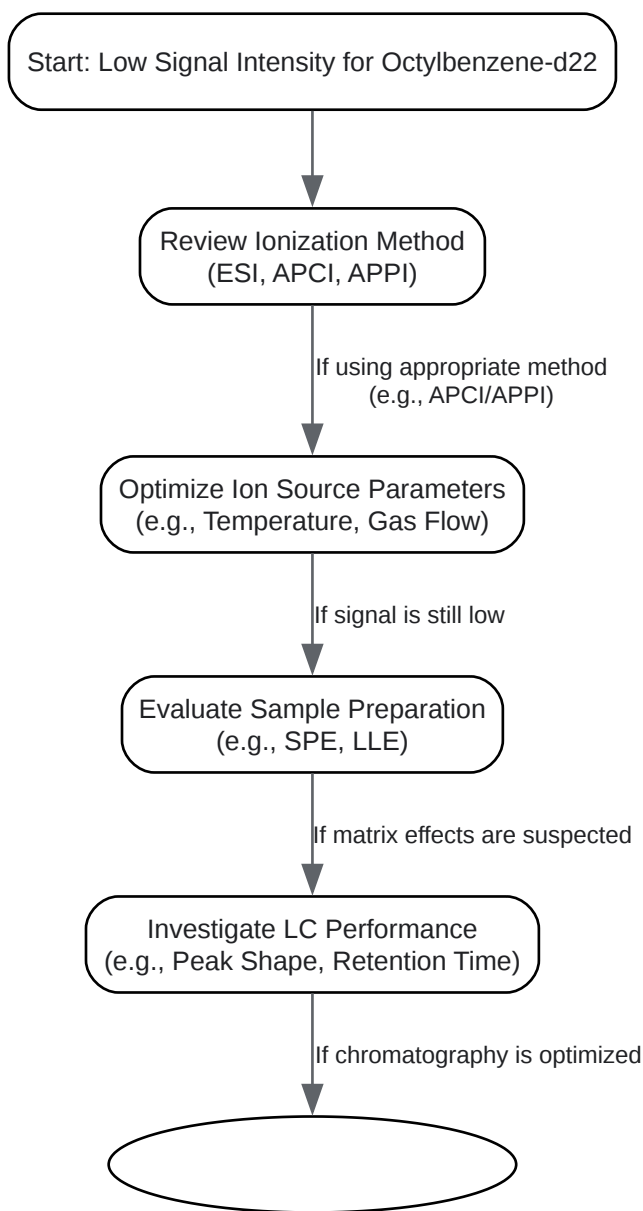 Start: Low Signal Intensity for Octylbenzene-d22
Review Ionization Method
(ESI, APCI, APPI)
If using appropriate method
(e.g., APCI/APPI)
Optimize Ion Source Parameters
(e.g., Temperature, Gas Flow)
If signal is still low
Evaluate Sample Preparation
(e.g., SPE, LLE)
If matrix effects are suspected
Investigate LC Performance
(e.g., Peak Shape, Retention Time)
If chromatography is optimized